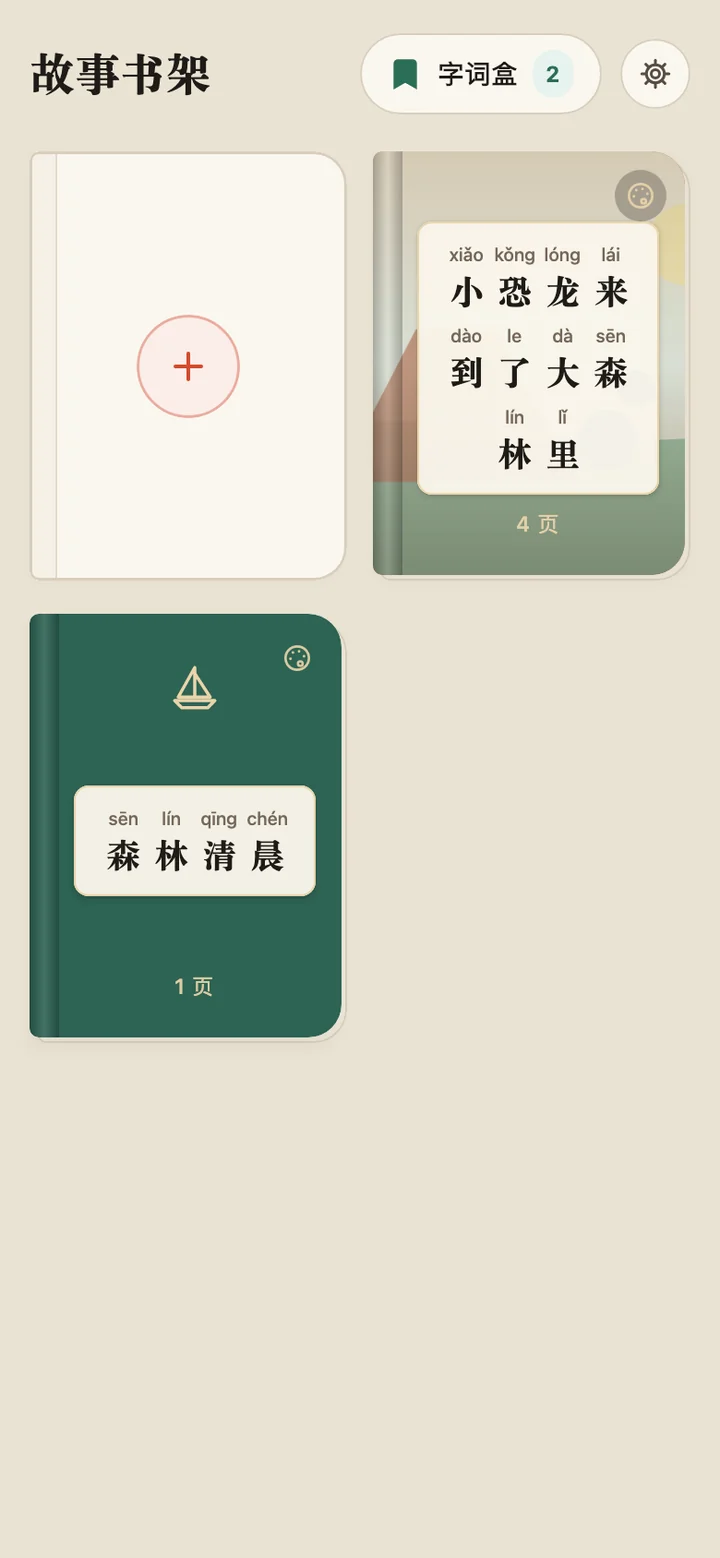 故事书架
字词盒 2
xiǎo kǒng lóng lái
小恐龙来
dào le dà sēn
到了大森
lín lǐ
林里
4 页
sēn lín qīng chén
森林清晨
1 页